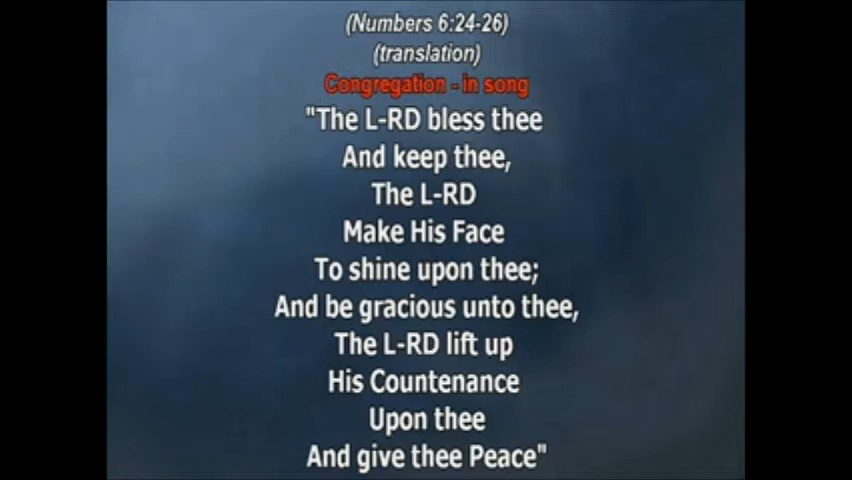 (Numbers 6:24-26)
(translation)
Congregation - in song
"The L-RD bless thee
And keep thee,
The L-RD
Make His Face
To shine upon thee;
And be gracious unto thee,
The L-RD lift up
His Countenance
Upon thee
And give thee Peace"